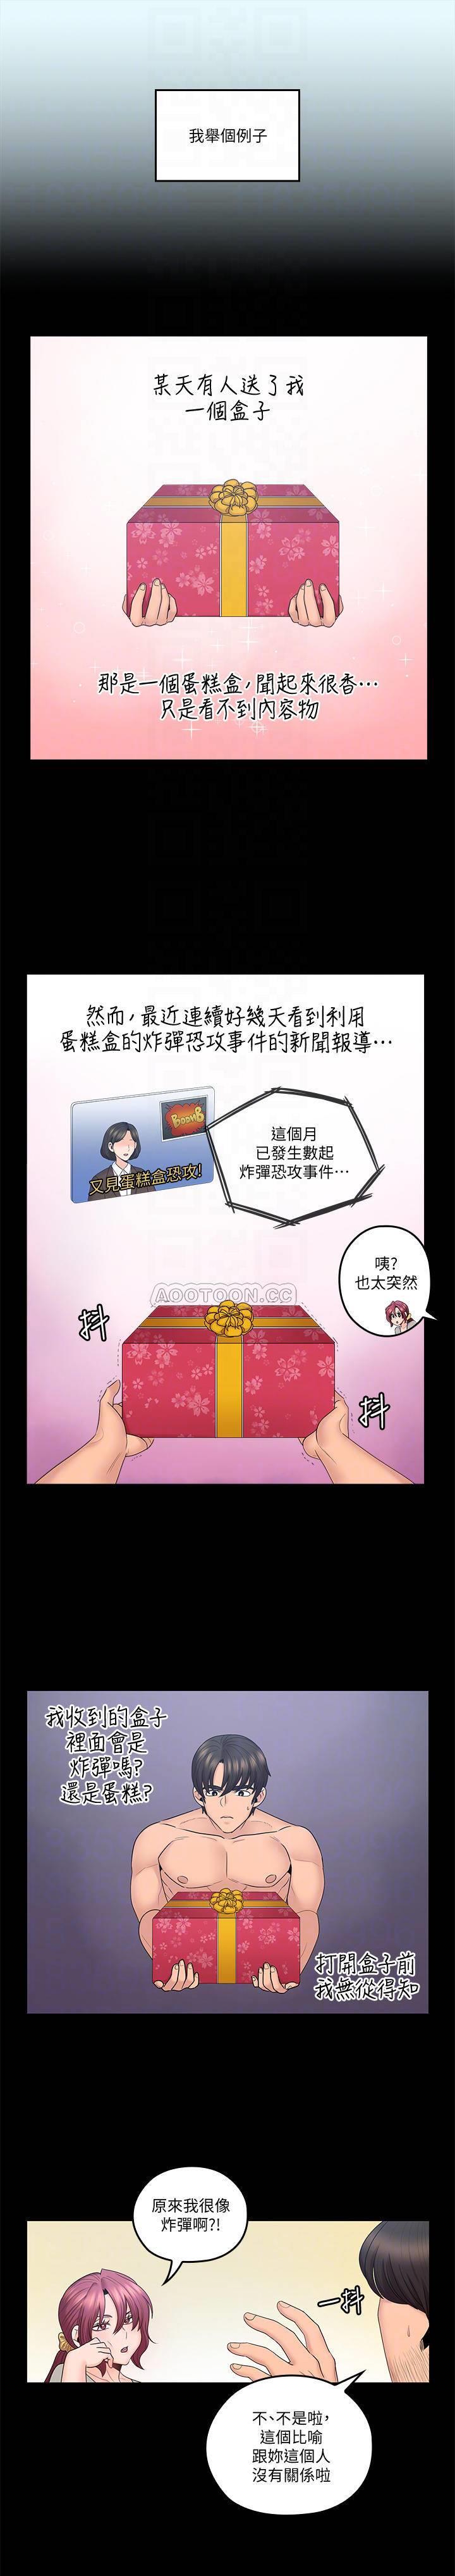 我舉個例子
某天有人送了我
一個盒子
那是一個蛋糕盒,聞起來很香…
只是看不到內容物
然而,最近連續好幾天看到利用
蛋糕盒的炸彈恐攻事件的新聞報導…
BOOMB
又見蛋糕盒恐攻!
這個月
已發生數起
炸彈恐攻事件…
咦?
也太突然
AOOTOON.CC
抖
抖
我收到的盒子
裡面會是
炸彈嗎?
還是蛋糕?
打開盒子前
我無從得知
原來我很像
炸彈啊?!
一抖
不、不是啦,
這個比喻
跟妳這個人
沒有關係啦